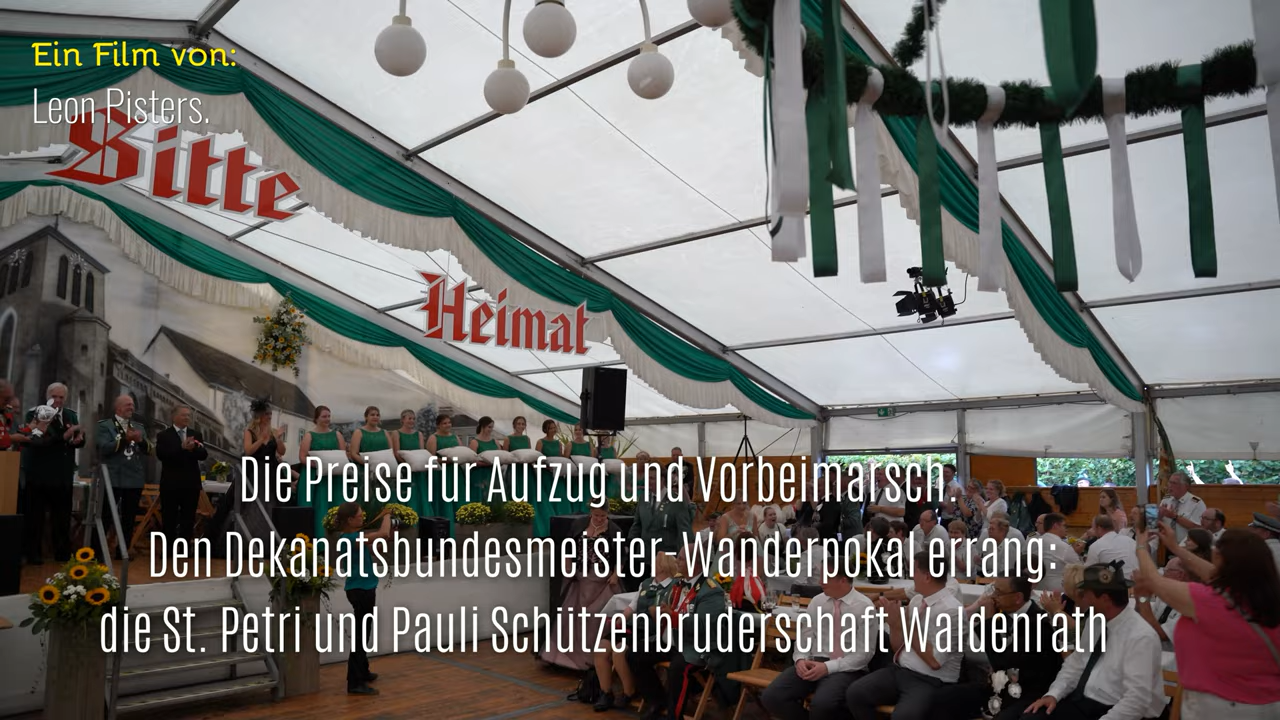 Ein Film von:
Leon Pisters.
Bitte
Heimat
Die Preise für Aufzug und Vorbeimarsch.
Den Dekanatsbundesmeister-Wanderpokal errang:
die St. Petri und Pauli Schützenbruderschaft Waldenrath